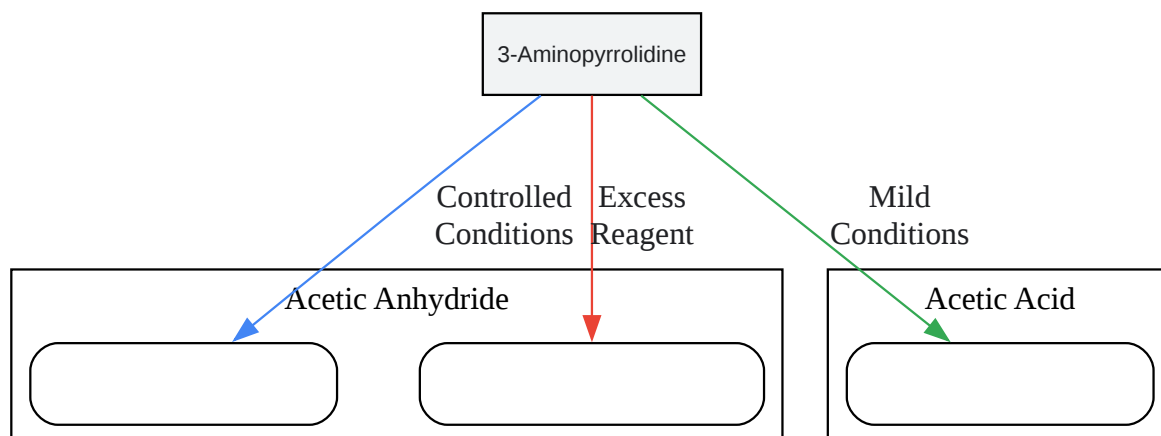 3-Aminopyrrolidine
Controlled
Conditions
Excess
Reagent
Mild
Conditions
Acetic Anhydride
Acetic Acid